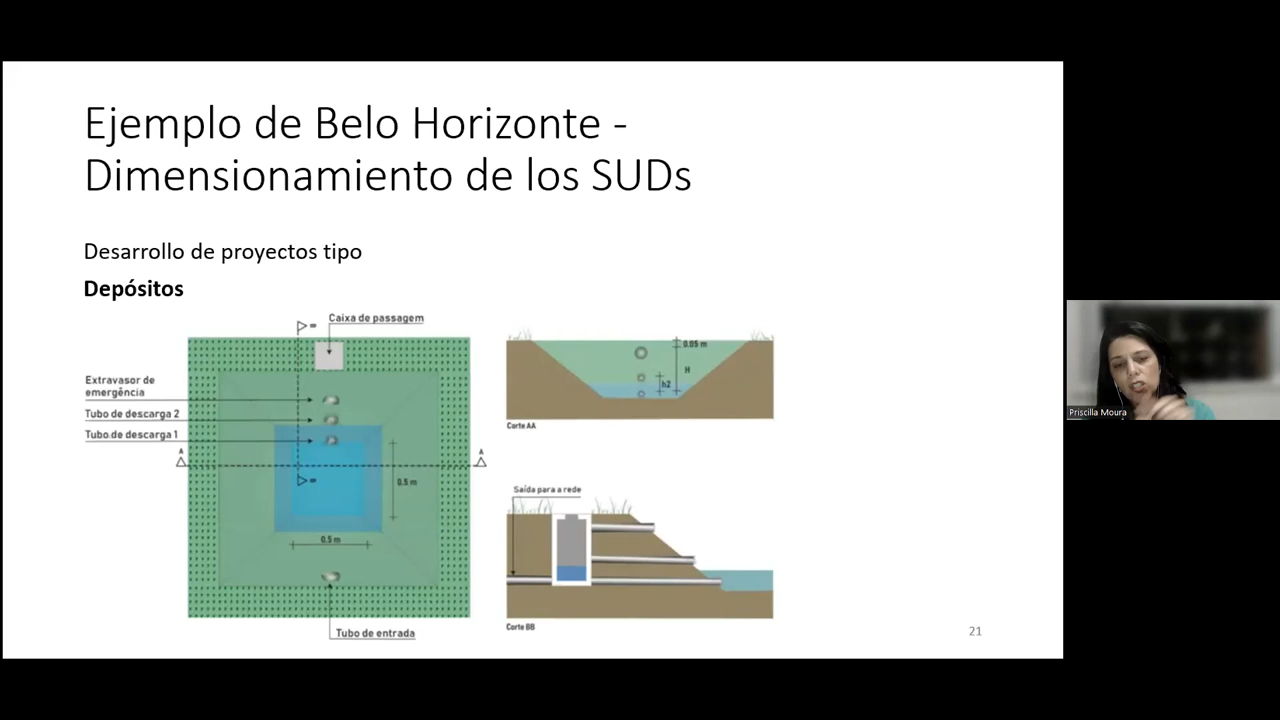 Ejemplo de Belo Horizonte -
Dimensionamiento de los SUDs
Desarrollo de proyectos tipo
Depósitos
Caixa de passagem
Extravasor de
emergência
Tubo de descarga 2
Tubo de descarga 1
A
A
0.5 m
0.5 m
Tubo de entrada
0.05 m
H
h2
Corte AA
Saída para a rede
Corte BB
21
Priscilla Moura